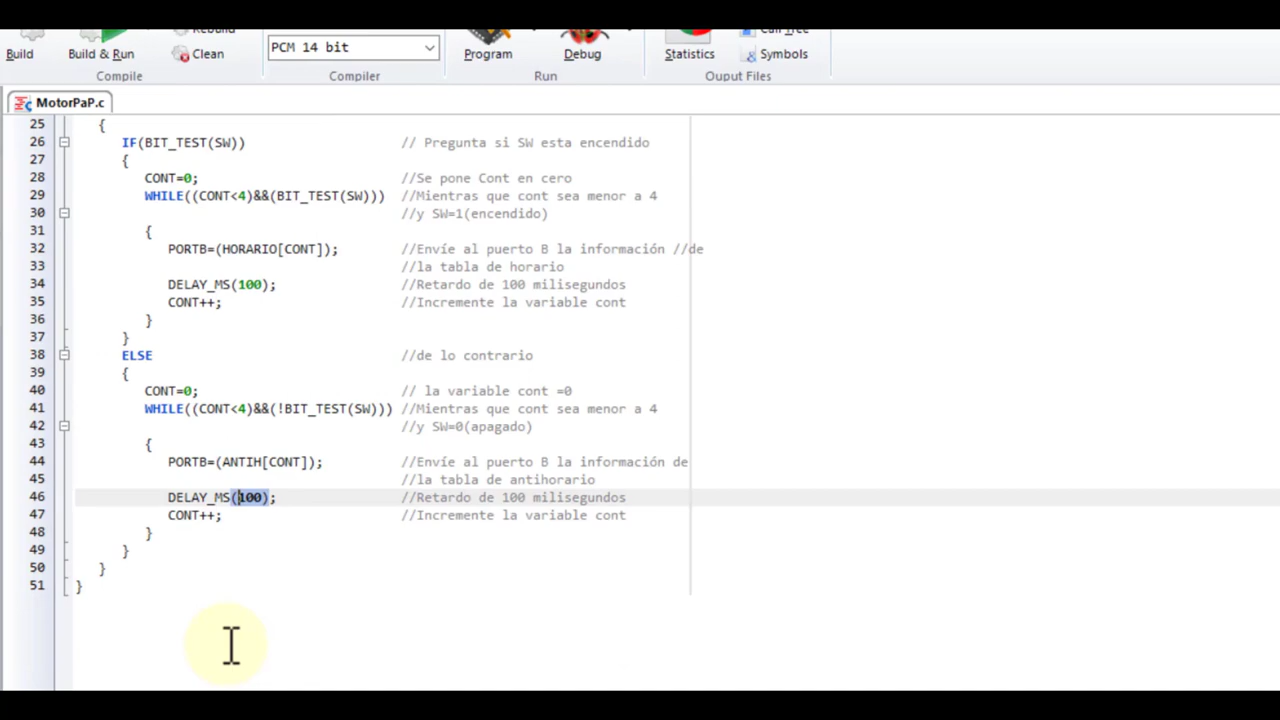 Rebuild
Call Tree
Build
Build & Run
Clean
PCM 14 bit
Program
Debug
Statistics
Symbols
Compile
Compiler
Run
Ouput Files
MotorPaP.c
25 {
26 IF(BIT_TEST(SW)) // Pregunta si SW esta encendido
27 {
28 CONT=0; //Se pone Cont en cero
29 WHILE((CONT<4)&&(BIT_TEST(SW))) //Mientras que cont sea menor a 4
30 //y SW=1(encendido)
31 {
32 PORTB=(HORARIO[CONT]); //Envíe al puerto B la información //de
33 //la tabla de horario
34 DELAY_MS(100); //Retardo de 100 milisegundos
35 CONT++; //Incremente la variable cont
36 }
37 }
38 ELSE //de lo contrario
39 {
40 CONT=0; // la variable cont =0
41 WHILE((CONT<4)&&(!BIT_TEST(SW))) //Mientras que cont sea menor a 4
42 //y SW=0(apagado)
43 {
44 PORTB=(ANTIH[CONT]); //Envíe al puerto B la información de
45 //la tabla de antihorario
46 DELAY_MS(100); //Retardo de 100 milisegundos
47 CONT++; //Incremente la variable cont
48 }
49 }
50 }
51 }